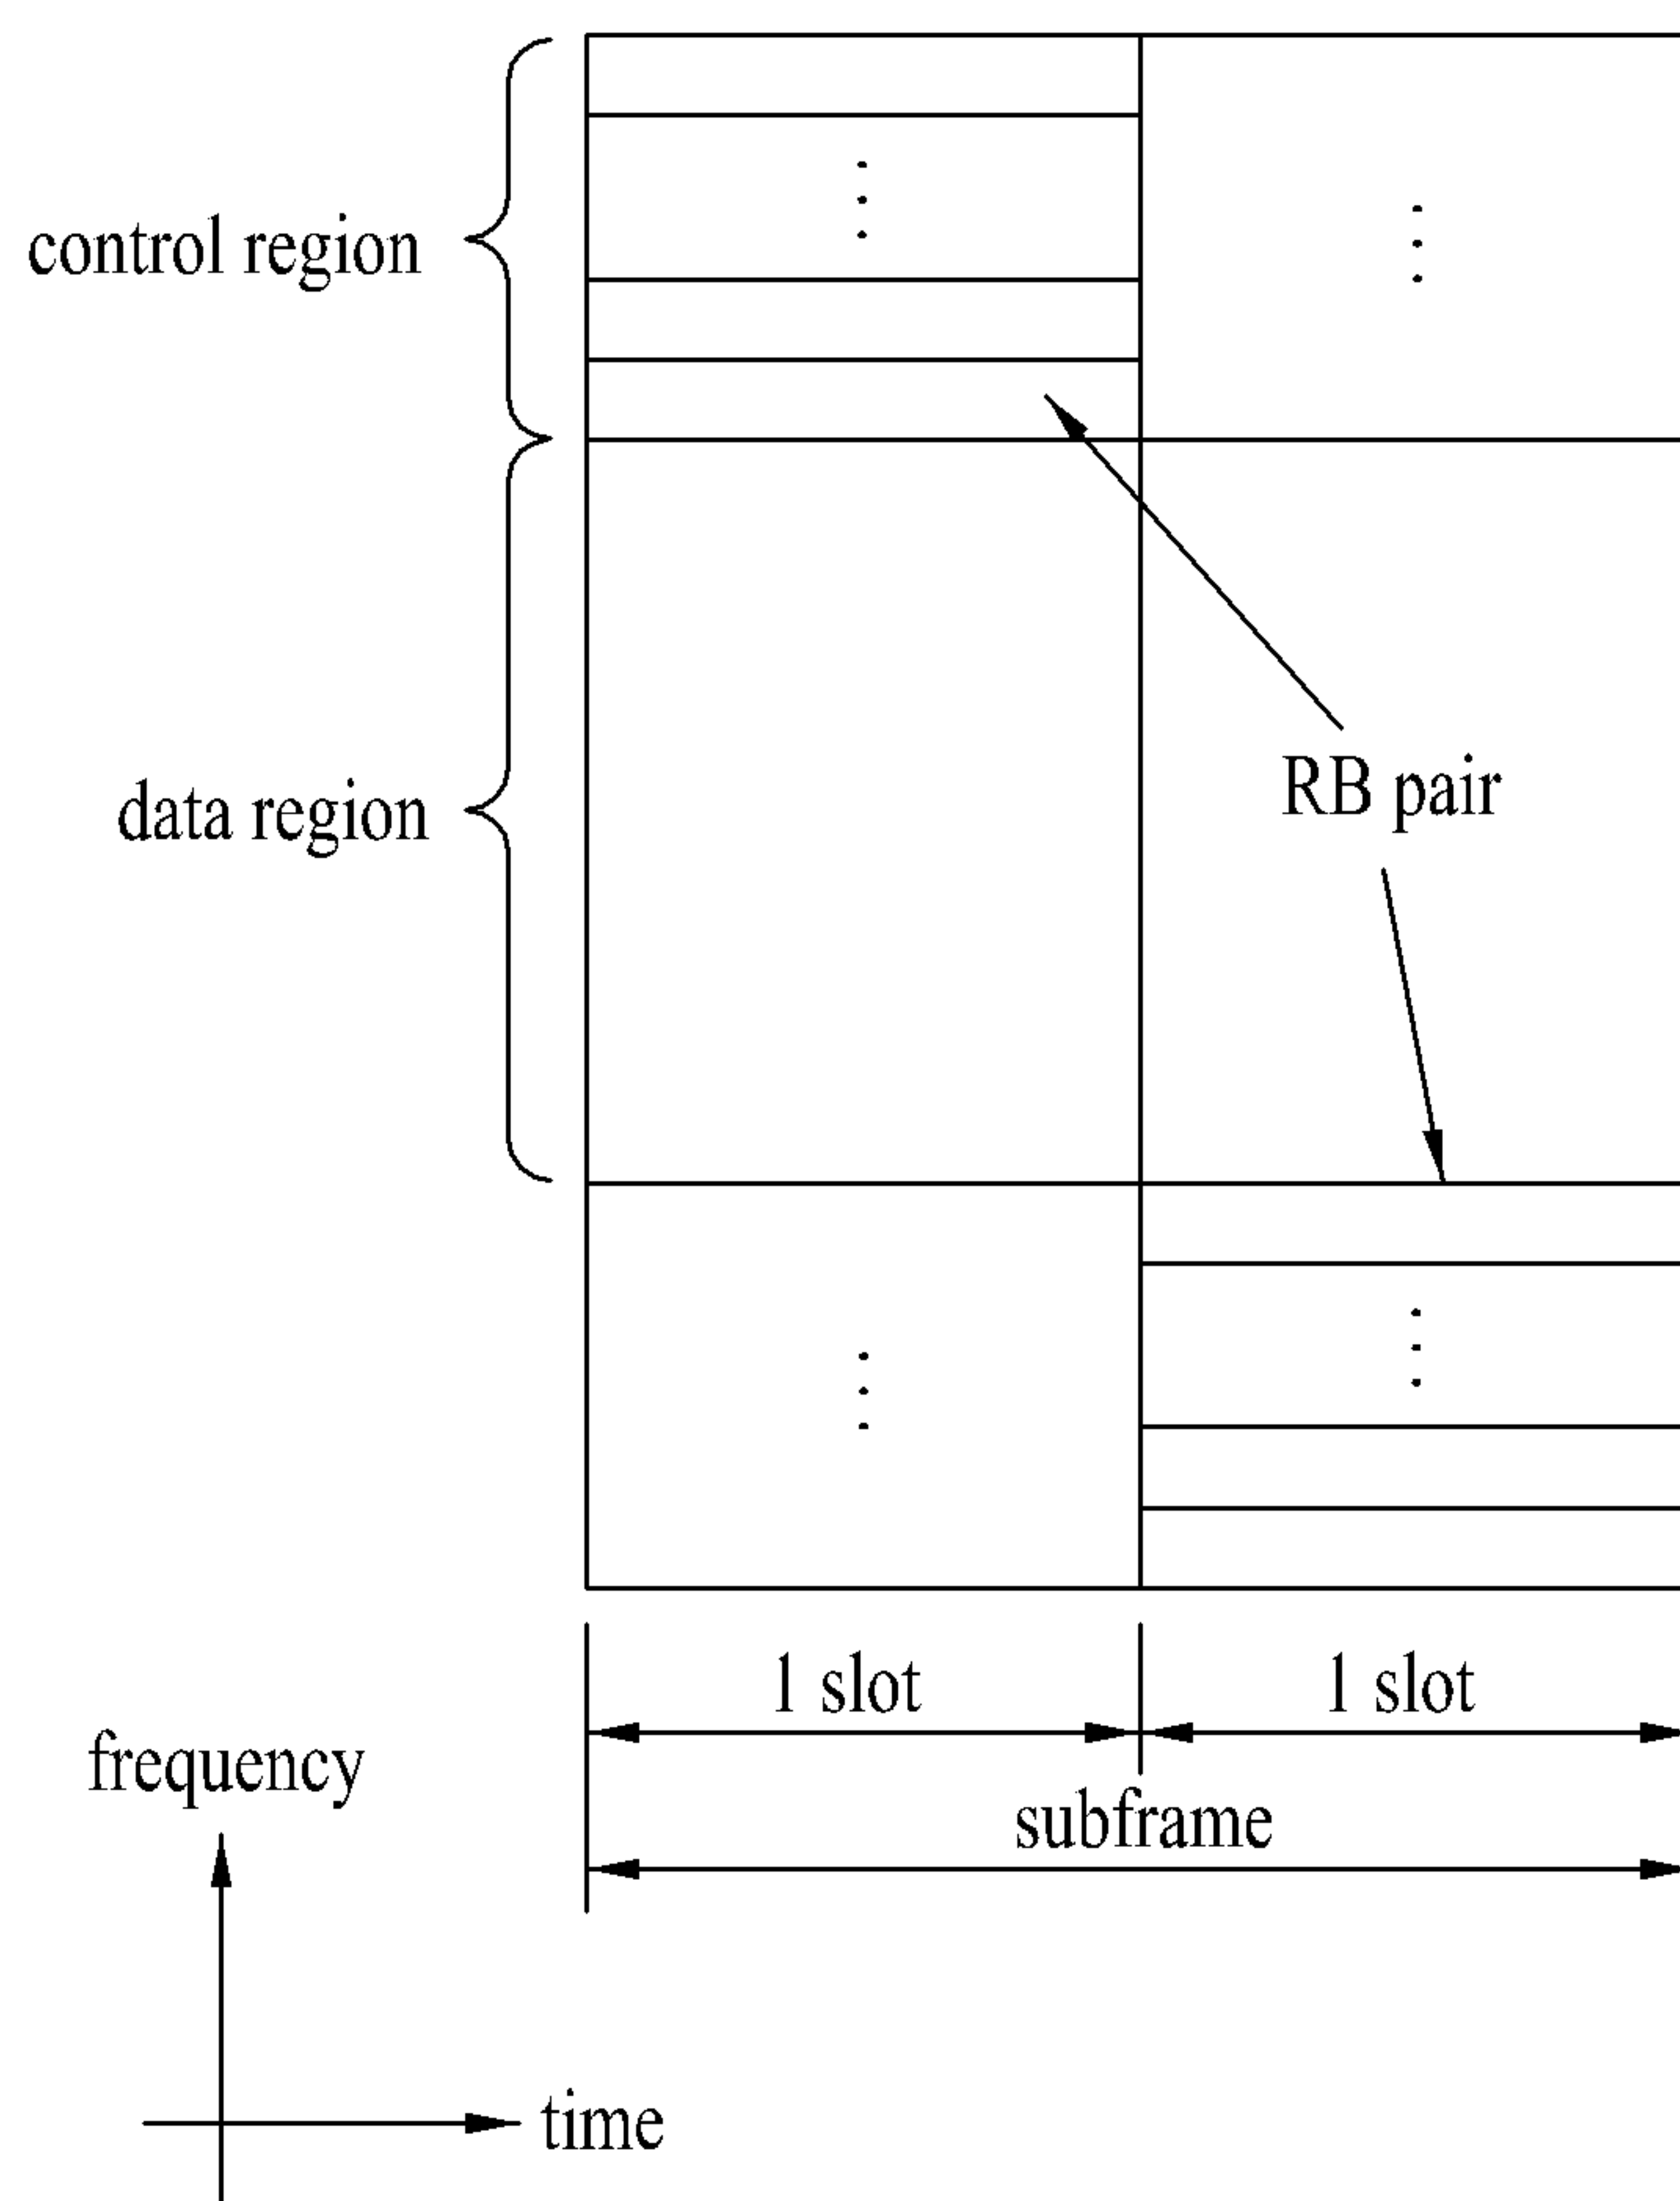 control region
data region
RB pair
1 slot
1 slot
subframe
frequency
time